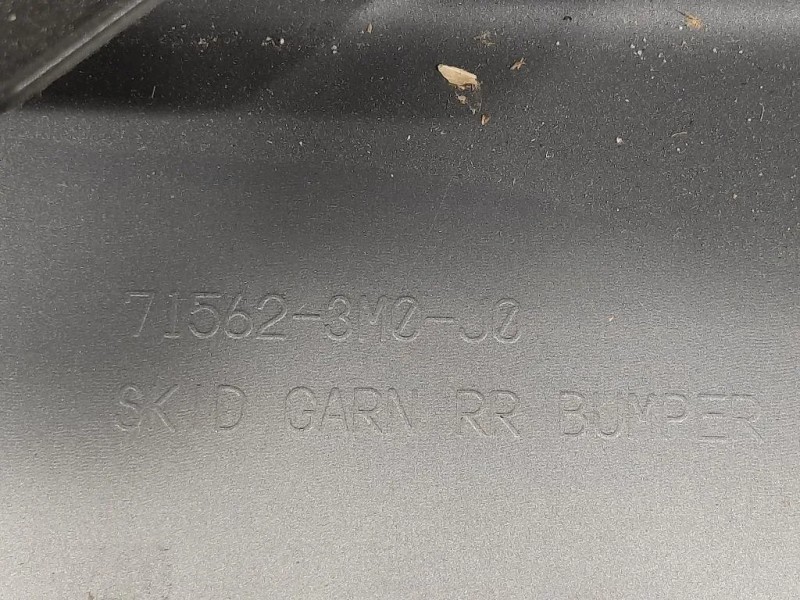 71562-3M0-J0
SKID GARN RR BUMPER